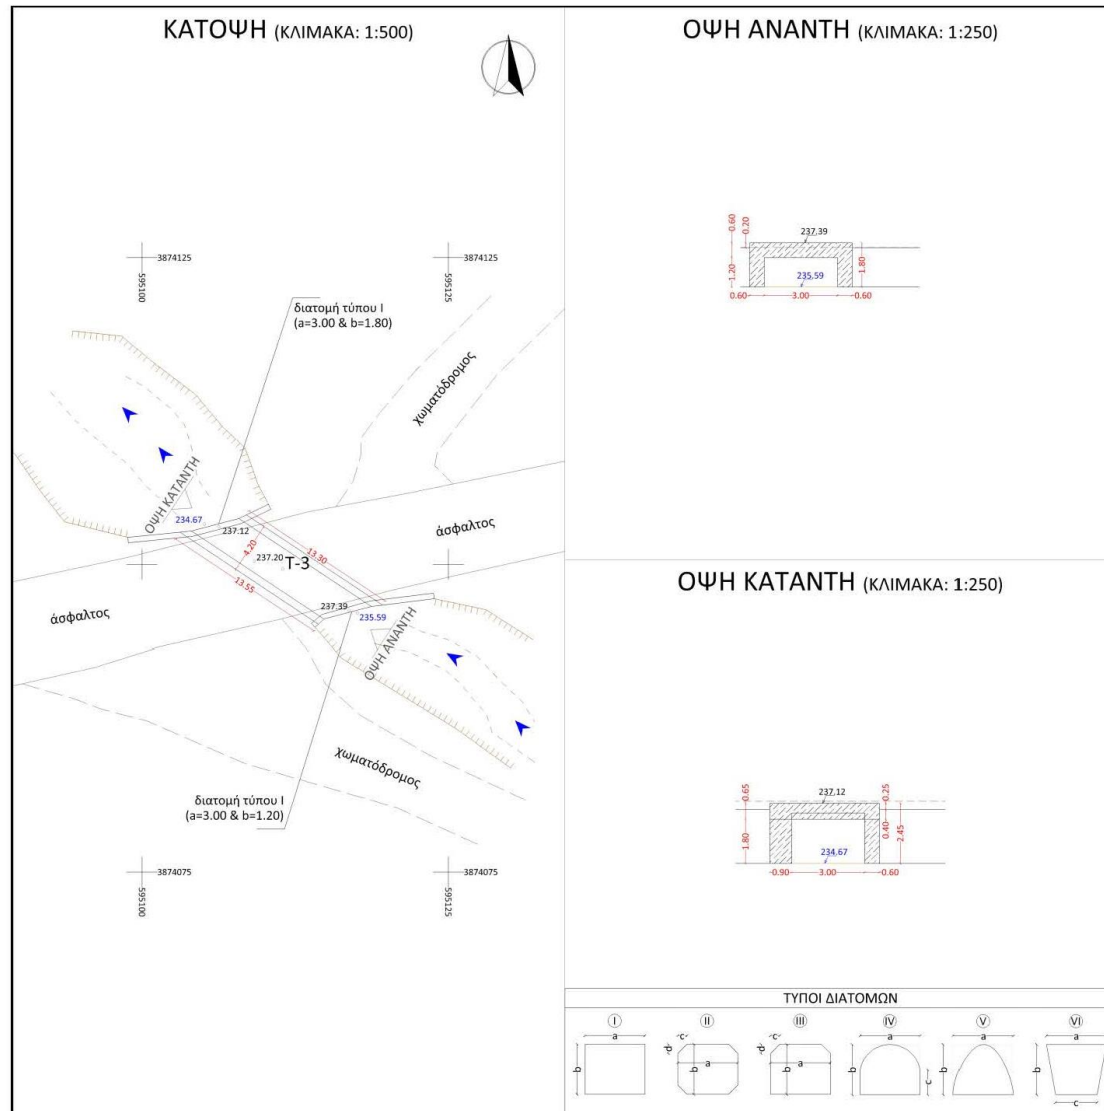 ΚΑΤΟΨΗ (ΚΛΙΜΑΚΑ: 1:500)
3874125
3874125
595100
595125
διατομή τύπου Ι
(a=3.00 & b=1.80)
χωματόδρομος
ΟΨΗ ΚΑΤΑΝΤΗ
234.67
237.12
άσφαλτος
4.20
13.30
237.20
T-3
13.55
237.39
235.59
άσφαλτος
ΟΨΗ ΑΝΑΝΤΗ
χωματόδρομος
διατομή τύπου Ι
(a=3.00 & b=1.20)
3874075
3874075
595100
595125
ΟΨΗ ΑΝΑΝΤΗ (ΚΛΙΜΑΚΑ: 1:250)
0.60
0.20
237.39
1.20
235.59
1.80
0.60 3.00 0.60
ΟΨΗ ΚΑΤΑΝΤΗ (ΚΛΙΜΑΚΑ: 1:250)
0.65
237.12
0.25
1.80
0.40
2.45
234.67
0.90 3.00 0.60
ΤΥΠΟΙ ΔΙΑΤΟΜΩΝ
I II III IV V VI
a c c a a a
b d b a d b a b c b b c